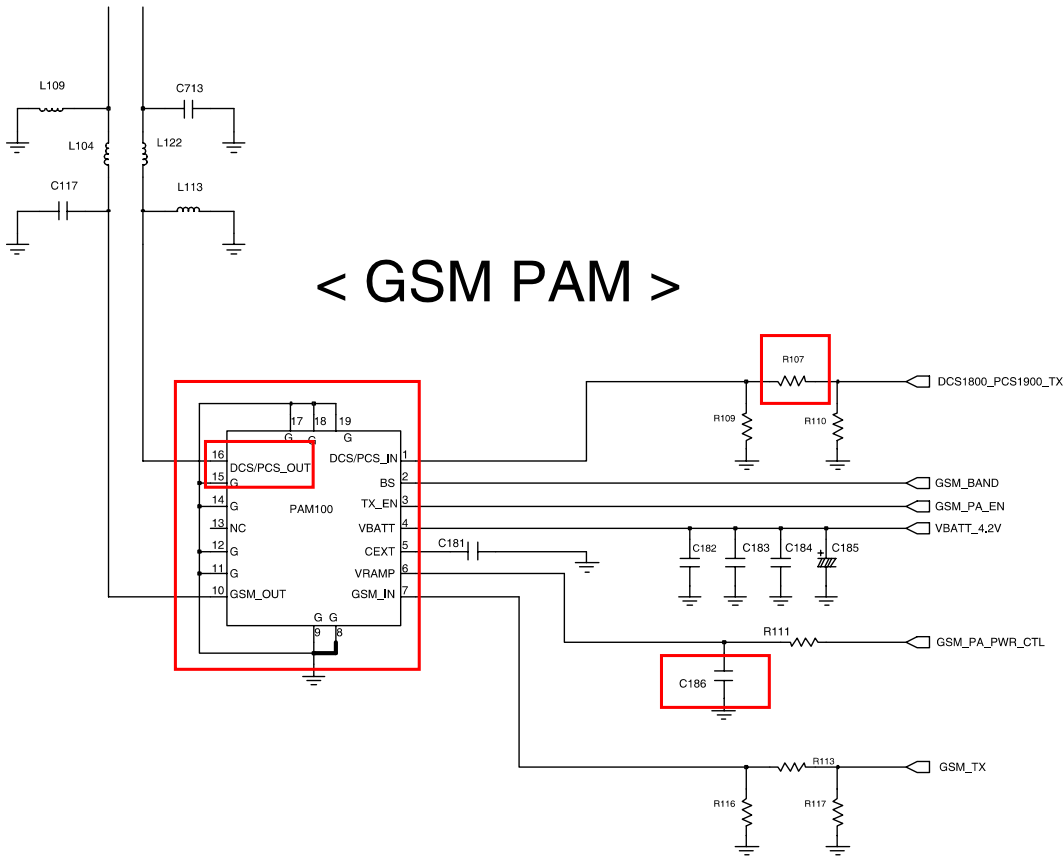 L109
C713
L104
L122
C117
L113
< GSM PAM >
R107
DCS1800_PCS1900_TX
R109
R110
17 18 19
G G G
16 DCS/PCS_OUT
DCS/PCS_IN 1
15 G
BS 2
GSM_BAND
14 G
TX_EN 3
GSM_PA_EN
PAM100
13 NC
VBATT 4
VBATT_4.2V
12 G
CEXT 5
C181
C182
C183
C184
+
C185
11 G
VRAMP 6
10 GSM_OUT
GSM_IN 7
G G
9 8
R111
GSM_PA_PWR_CTL
C186
R113
GSM_TX
R116
R117